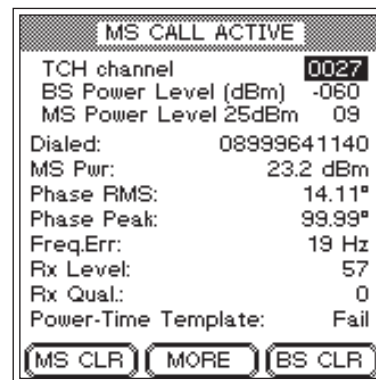 MS CALL ACTIVE
TCH channel 0027
BS Power Level (dBm) -060
MS Power Level 25dBm 09
Dialed: 08999641140
MS Pwr: 23.2 dBm
Phase RMS: 14.11°
Phase Peak: 99.99°
Freq.Err: 19 Hz
Rx Level: 57
Rx Qual.: 0
Power-Time Template: Fail
MS CLR MORE BS CLR